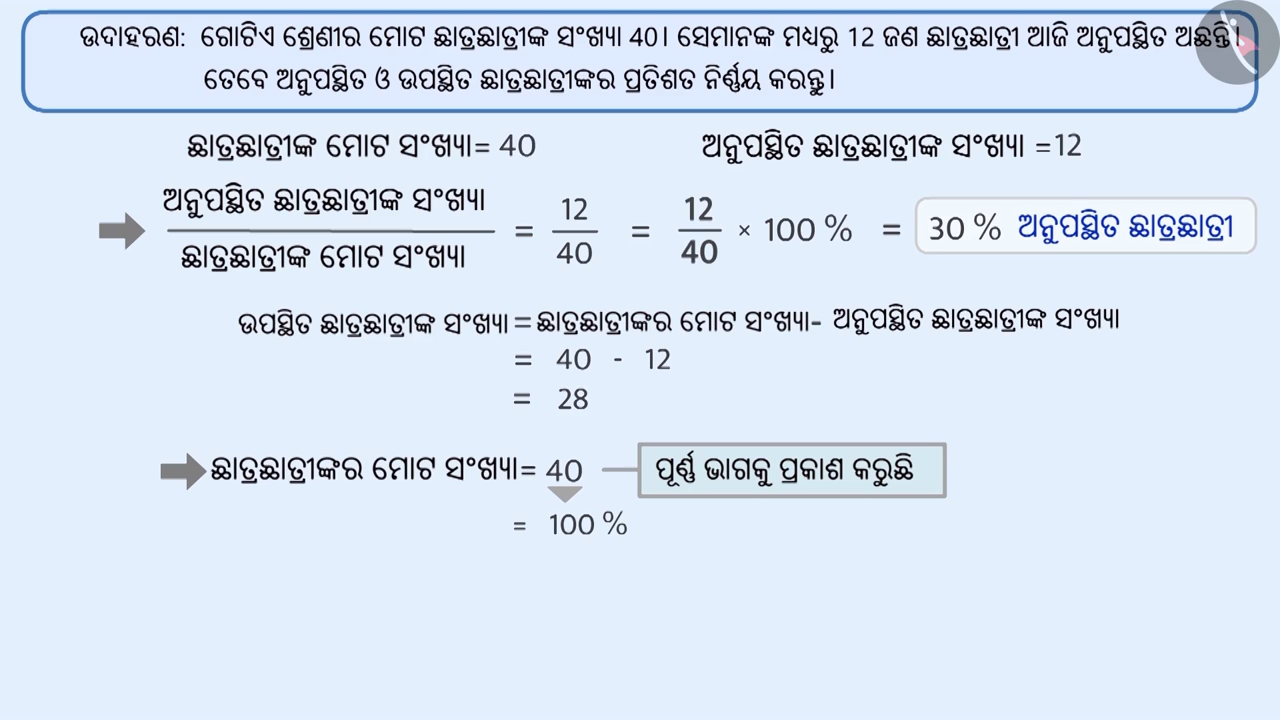 ଉଦାହରଣ: ଗୋଟିଏ ଶ୍ରେଣୀର ମୋଟ ଛାତ୍ରଛାତ୍ରୀଙ୍କ ସଂଖ୍ୟା 40। ସେମାନଙ୍କ ମଧ୍ୟରୁ 12 ଜଣ ଛାତ୍ରଛାତ୍ରୀ ଆଜି ଅନୁପସ୍ଥିତ ଅଛନ୍ତି।
ତେବେ ଅନୁପସ୍ଥିତ ଓ ଉପସ୍ଥିତ ଛାତ୍ରଛାତ୍ରୀଙ୍କର ପ୍ରତିଶତ ନିର୍ଣ୍ଣୟ କରନ୍ତୁ।
ଛାତ୍ରଛାତ୍ରୀଙ୍କ ମୋଟ ସଂଖ୍ୟା= 40 ଅନୁପସ୍ଥିତ ଛାତ୍ରଛାତ୍ରୀଙ୍କ ସଂଖ୍ୟା =12
ଅନୁପସ୍ଥିତ ଛାତ୍ରଛାତ୍ରୀଙ୍କ ସଂଖ୍ୟା / ଛାତ୍ରଛାତ୍ରୀଙ୍କ ମୋଟ ସଂଖ୍ୟା = 12/40 = 12/40 × 100 % = 30 % ଅନୁପସ୍ଥିତ ଛାତ୍ରଛାତ୍ରୀ
ଉପସ୍ଥିତ ଛାତ୍ରଛାତ୍ରୀଙ୍କ ସଂଖ୍ୟା = ଛାତ୍ରଛାତ୍ରୀଙ୍କର ମୋଟ ସଂଖ୍ୟା- ଅନୁପସ୍ଥିତ ଛାତ୍ରଛାତ୍ରୀଙ୍କ ସଂଖ୍ୟା
= 40 - 12
= 28
ଛାତ୍ରଛାତ୍ରୀଙ୍କର ମୋଟ ସଂଖ୍ୟା= 40 ପୂର୍ଣ୍ଣ ଭାଗକୁ ପ୍ରକାଶ କରୁଛି
= 100 %